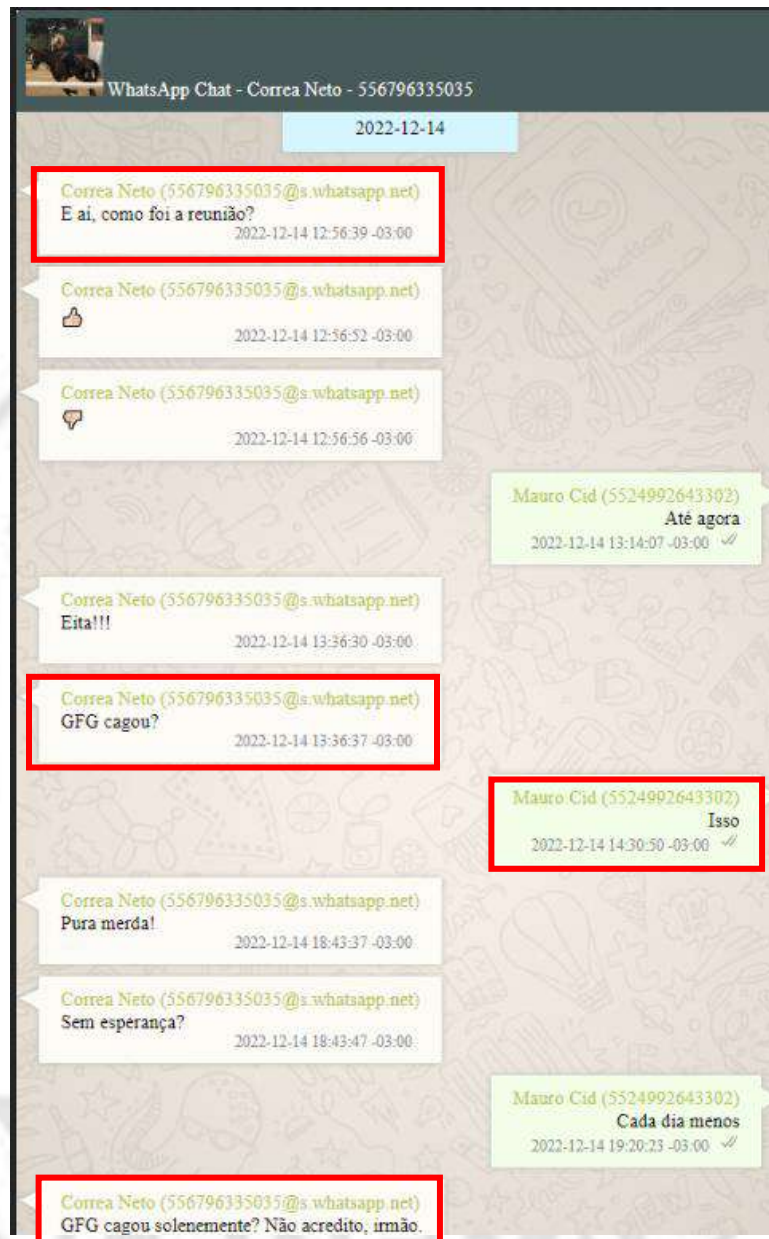 WhatsApp Chat - Correa Neto - 556796335035
2022-12-14
Correa Neto (556796335035@s.whatsapp.net)
E ai, como foi a reunião?
2022-12-14 12:56:39 -03:00
Correa Neto (556796335035@s.whatsapp.net)
👍
2022-12-14 12:56:52 -03:00
Correa Neto (556796335035@s.whatsapp.net)
👎
2022-12-14 12:56:56 -03:00
Mauro Cid (5524992643302)
Até agora
2022-12-14 13:14:07 -03:00
Correa Neto (556796335035@s.whatsapp.net)
Eita!!!
2022-12-14 13:36:30 -03:00
Correa Neto (556796335035@s.whatsapp.net)
GFG cagou?
2022-12-14 13:36:37 -03:00
Mauro Cid (5524992643302)
Isso
2022-12-14 14:30:50 -03:00
Correa Neto (556796335035@s.whatsapp.net)
Pura merda!
2022-12-14 18:43:37 -03:00
Correa Neto (556796335035@s.whatsapp.net)
Sem esperança?
2022-12-14 18:43:47 -03:00
Mauro Cid (5524992643302)
Cada dia menos
2022-12-14 19:20:23 -03:00
Correa Neto (556796335035@s.whatsapp.net)
GFG cagou solenemente? Não acredito, irmão.